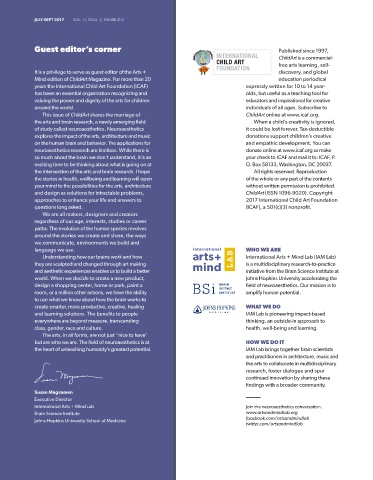 JULY-SEPT 2017 VOL. 11, ISSUE 3, NUMBER 41
Guest editor's corner
It is a privilege to serve as guest editor of the Arts +
Mind edition of ChildArt Magazine. For more than 20
years the International Child Art Foundation (ICAF)
has been an essential organization recognizing and
valuing the power and dignity of the arts for children
around the world.
This issue of ChildArt shares the marriage of
the arts and brain research, a newly emerging field
of study called neuroaesthetics. Neuroaesthetics
explores the impact of the arts, architecture and music
on the human brain and behavior. The applications for
neuroaesthetics research are limitless. While there is
so much about the brain we don't understand, it is an
exciting time to be thinking about what is going on at
the intersection of the arts and brain research. I hope
the stories on health, wellbeing and learning will open
your mind to the possibilities for the arts, architecture
and design as solutions for intractable problems,
approaches to enhance your life and answers to
questions long asked.
We are all makers, designers and creators
regardless of our age, interests, studies or career
paths. The evolution of the human species revolves
around the stories we create and share, the ways
we communicate, environments we build and
language we use.
Understanding how our brains work and how
they are sculpted and changed through art making
and aesthetic experiences enables us to build a better
world. When we decide to create a new product,
design a shopping center, home or park, paint a
room, or a million other actions, we have the ability
to use what we know about how the brain works to
create smarter, more productive, creative, healing
and learning solutions. The benefits to people
everywhere are beyond measure, transcending
class, gender, race and culture.
The arts, in all forms, are not just "nice to have"
but are who we are. The field of neuroaesthetics is at
the heart of unleashing humanity's greatest potential.
Susan Magsamen
Susan Magsamen
Executive Director
International Arts + Mind Lab
Brain Science Institute
Johns Hopkins University School of Medicine
INTERNATIONAL
CHILD ART
FOUNDATION
Published since 1997,
ChildArt is a commercial-
free arts learning, self-
discovery, and global
education periodical
expressly written for 10 to 14 year-
olds, but useful as a teaching tool for
educators and inspirational for creative
individuals of all ages. Subscribe to
ChildArt online at www.icaf.org.
When a child's creativity is ignored,
it could be lost forever. Tax-deductible
donations support children's creative
and empathic development. You can
donate online at www.icaf.org or make
your check to ICAF and mail it to: ICAF, P.
O. Box 58133, Washington, DC 20037.
All rights reserved. Reproduction
of the whole or any part of the contents
without written permission is prohibited.
ChildArt (ISSN 1096-9020). Copyright
2017 International Child Art Foundation
(ICAF), a 501(c)(3) nonprofit.
international
arts+
mind
LAB
BSi BRAIN
SCIENCE
INSTITUTE
JOHNS HOPKINS
MEDICINE
WHO WE ARE
International Arts + Mind Lab (IAM Lab)
is a multidisciplinary research-to-practice
initiative from the Brain Science Institute at
Johns Hopkins University accelerating the
field of neuroaesthetics. Our mission is to
amplify human potential.
WHAT WE DO
IAM Lab is pioneering impact-based
thinking, an outside-in approach to
health, well-being and learning.
HOW WE DO IT
IAM Lab brings together brain scientists
and practitioners in architecture, music and
the arts to collaborate in multidisciplinary
research, foster dialogue and spur
continued innovation by sharing these
findings with a broader community.
Join the neuroaesthetics conversation.
www.artsandmindlab.org
facebook.com/artsandmindlab
twitter.com/artsandmindlab